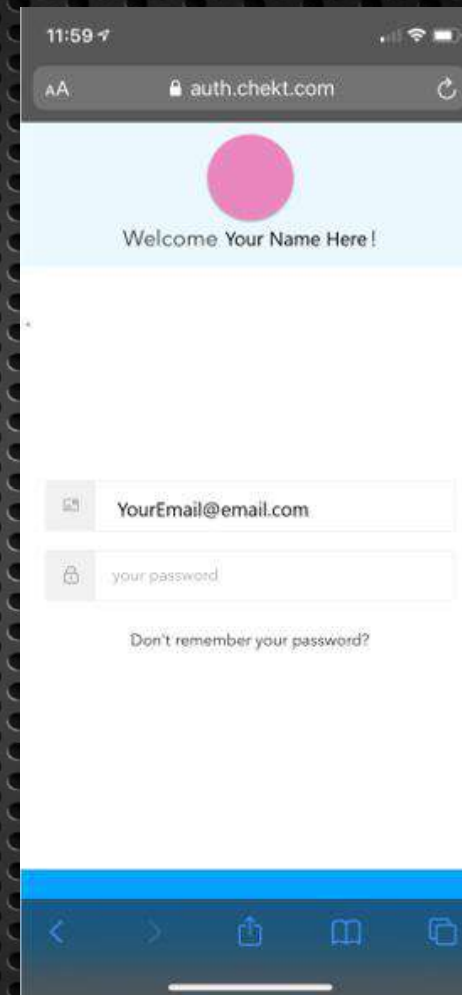 11:59
AA auth.chekt.com
Welcome Your Name Here!
YourEmail@email.com
your password
Don't remember your password?